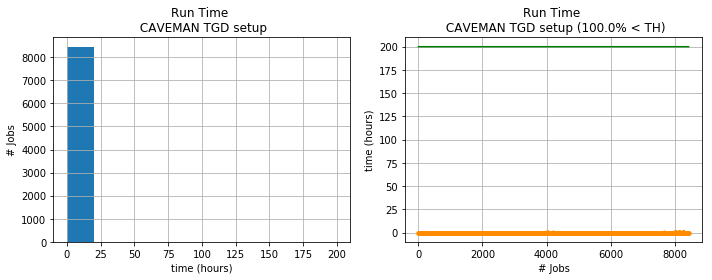 Run Time
CAVEMAN TGD setup
# Jobs
8000
7000
6000
5000
4000
3000
2000
1000
0
0 25 50 75 100 125 150 175 200
time (hours)
Run Time
CAVEMAN TGD setup (100.0% < TH)
time (hours)
200
175
150
125
100
75
50
25
0
0 2000 4000 6000 8000
# Jobs